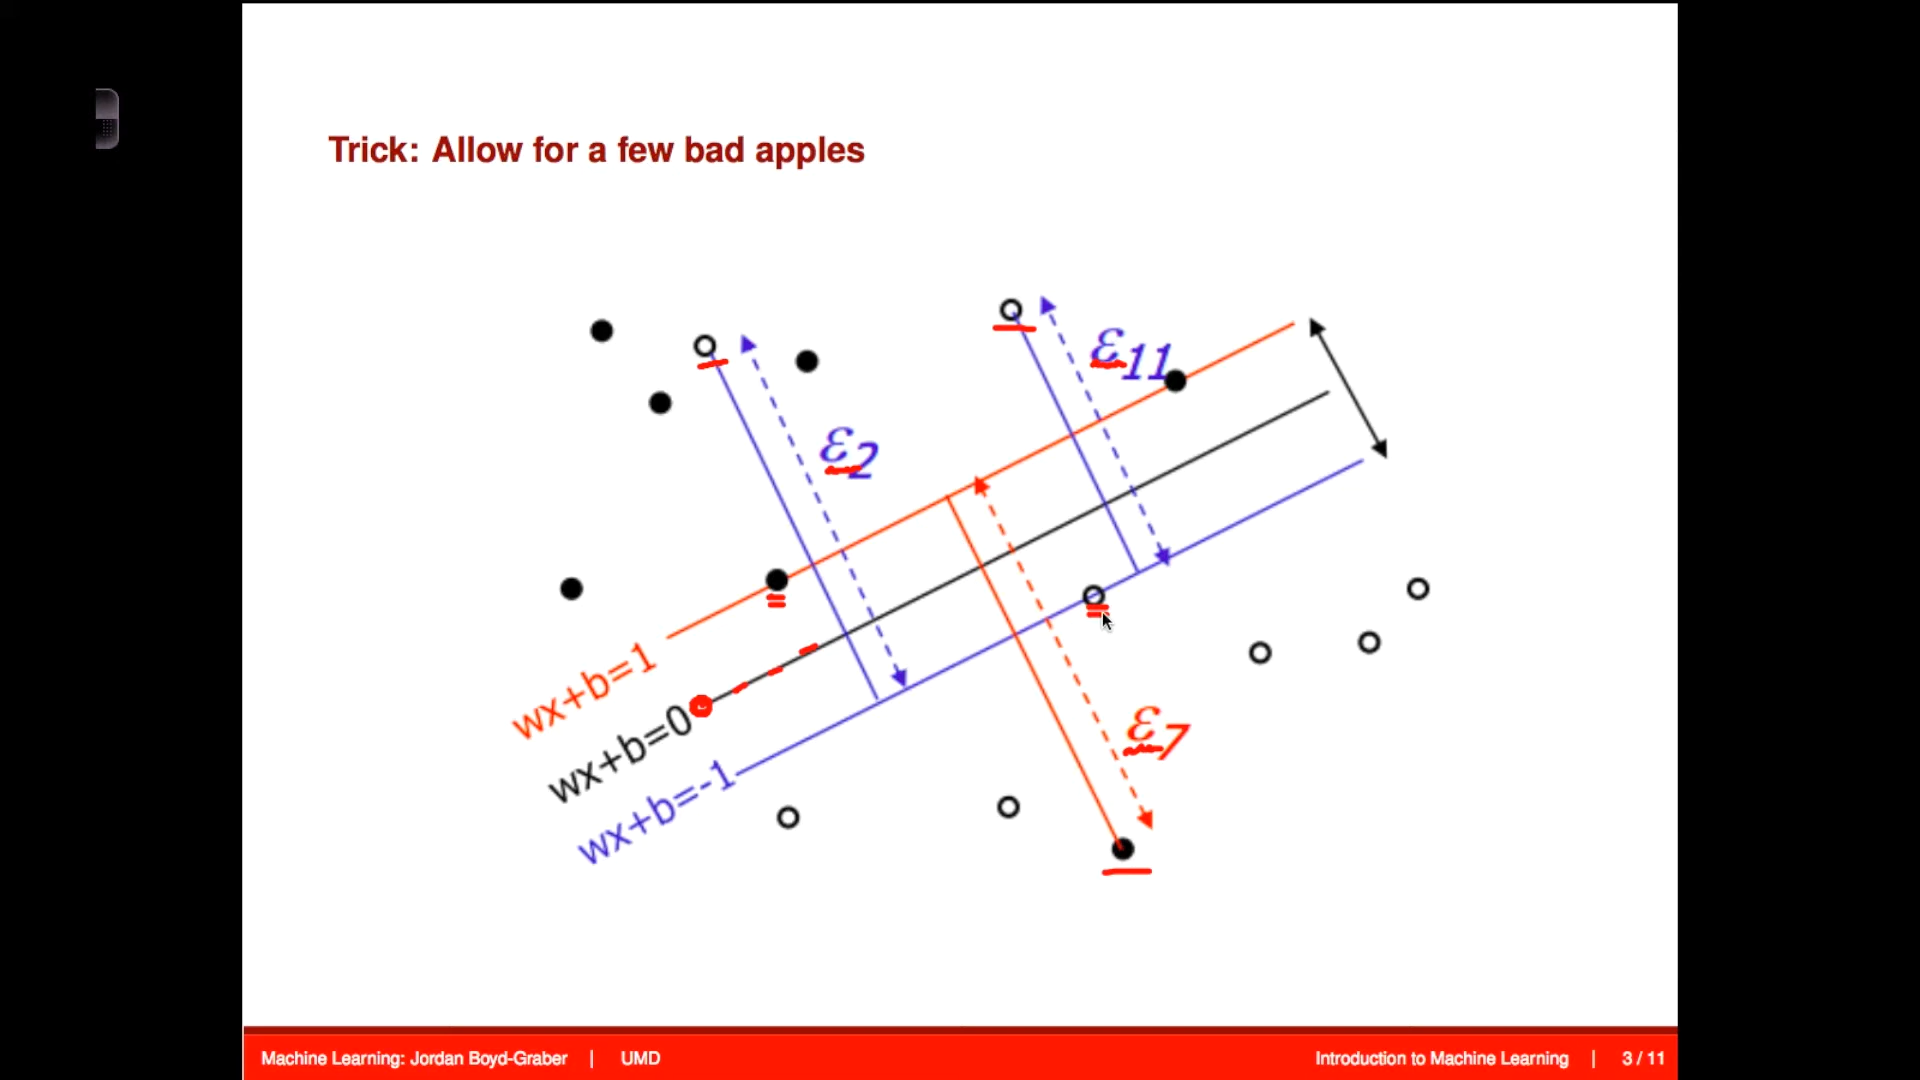 Trick: Allow for a few bad apples
ε11
ε2
wx+b=1
wx+b=0
ε7
wx+b=-1
Machine Learning: Jordan Boyd-Graber | UMD Introduction to Machine Learning | 3 / 11